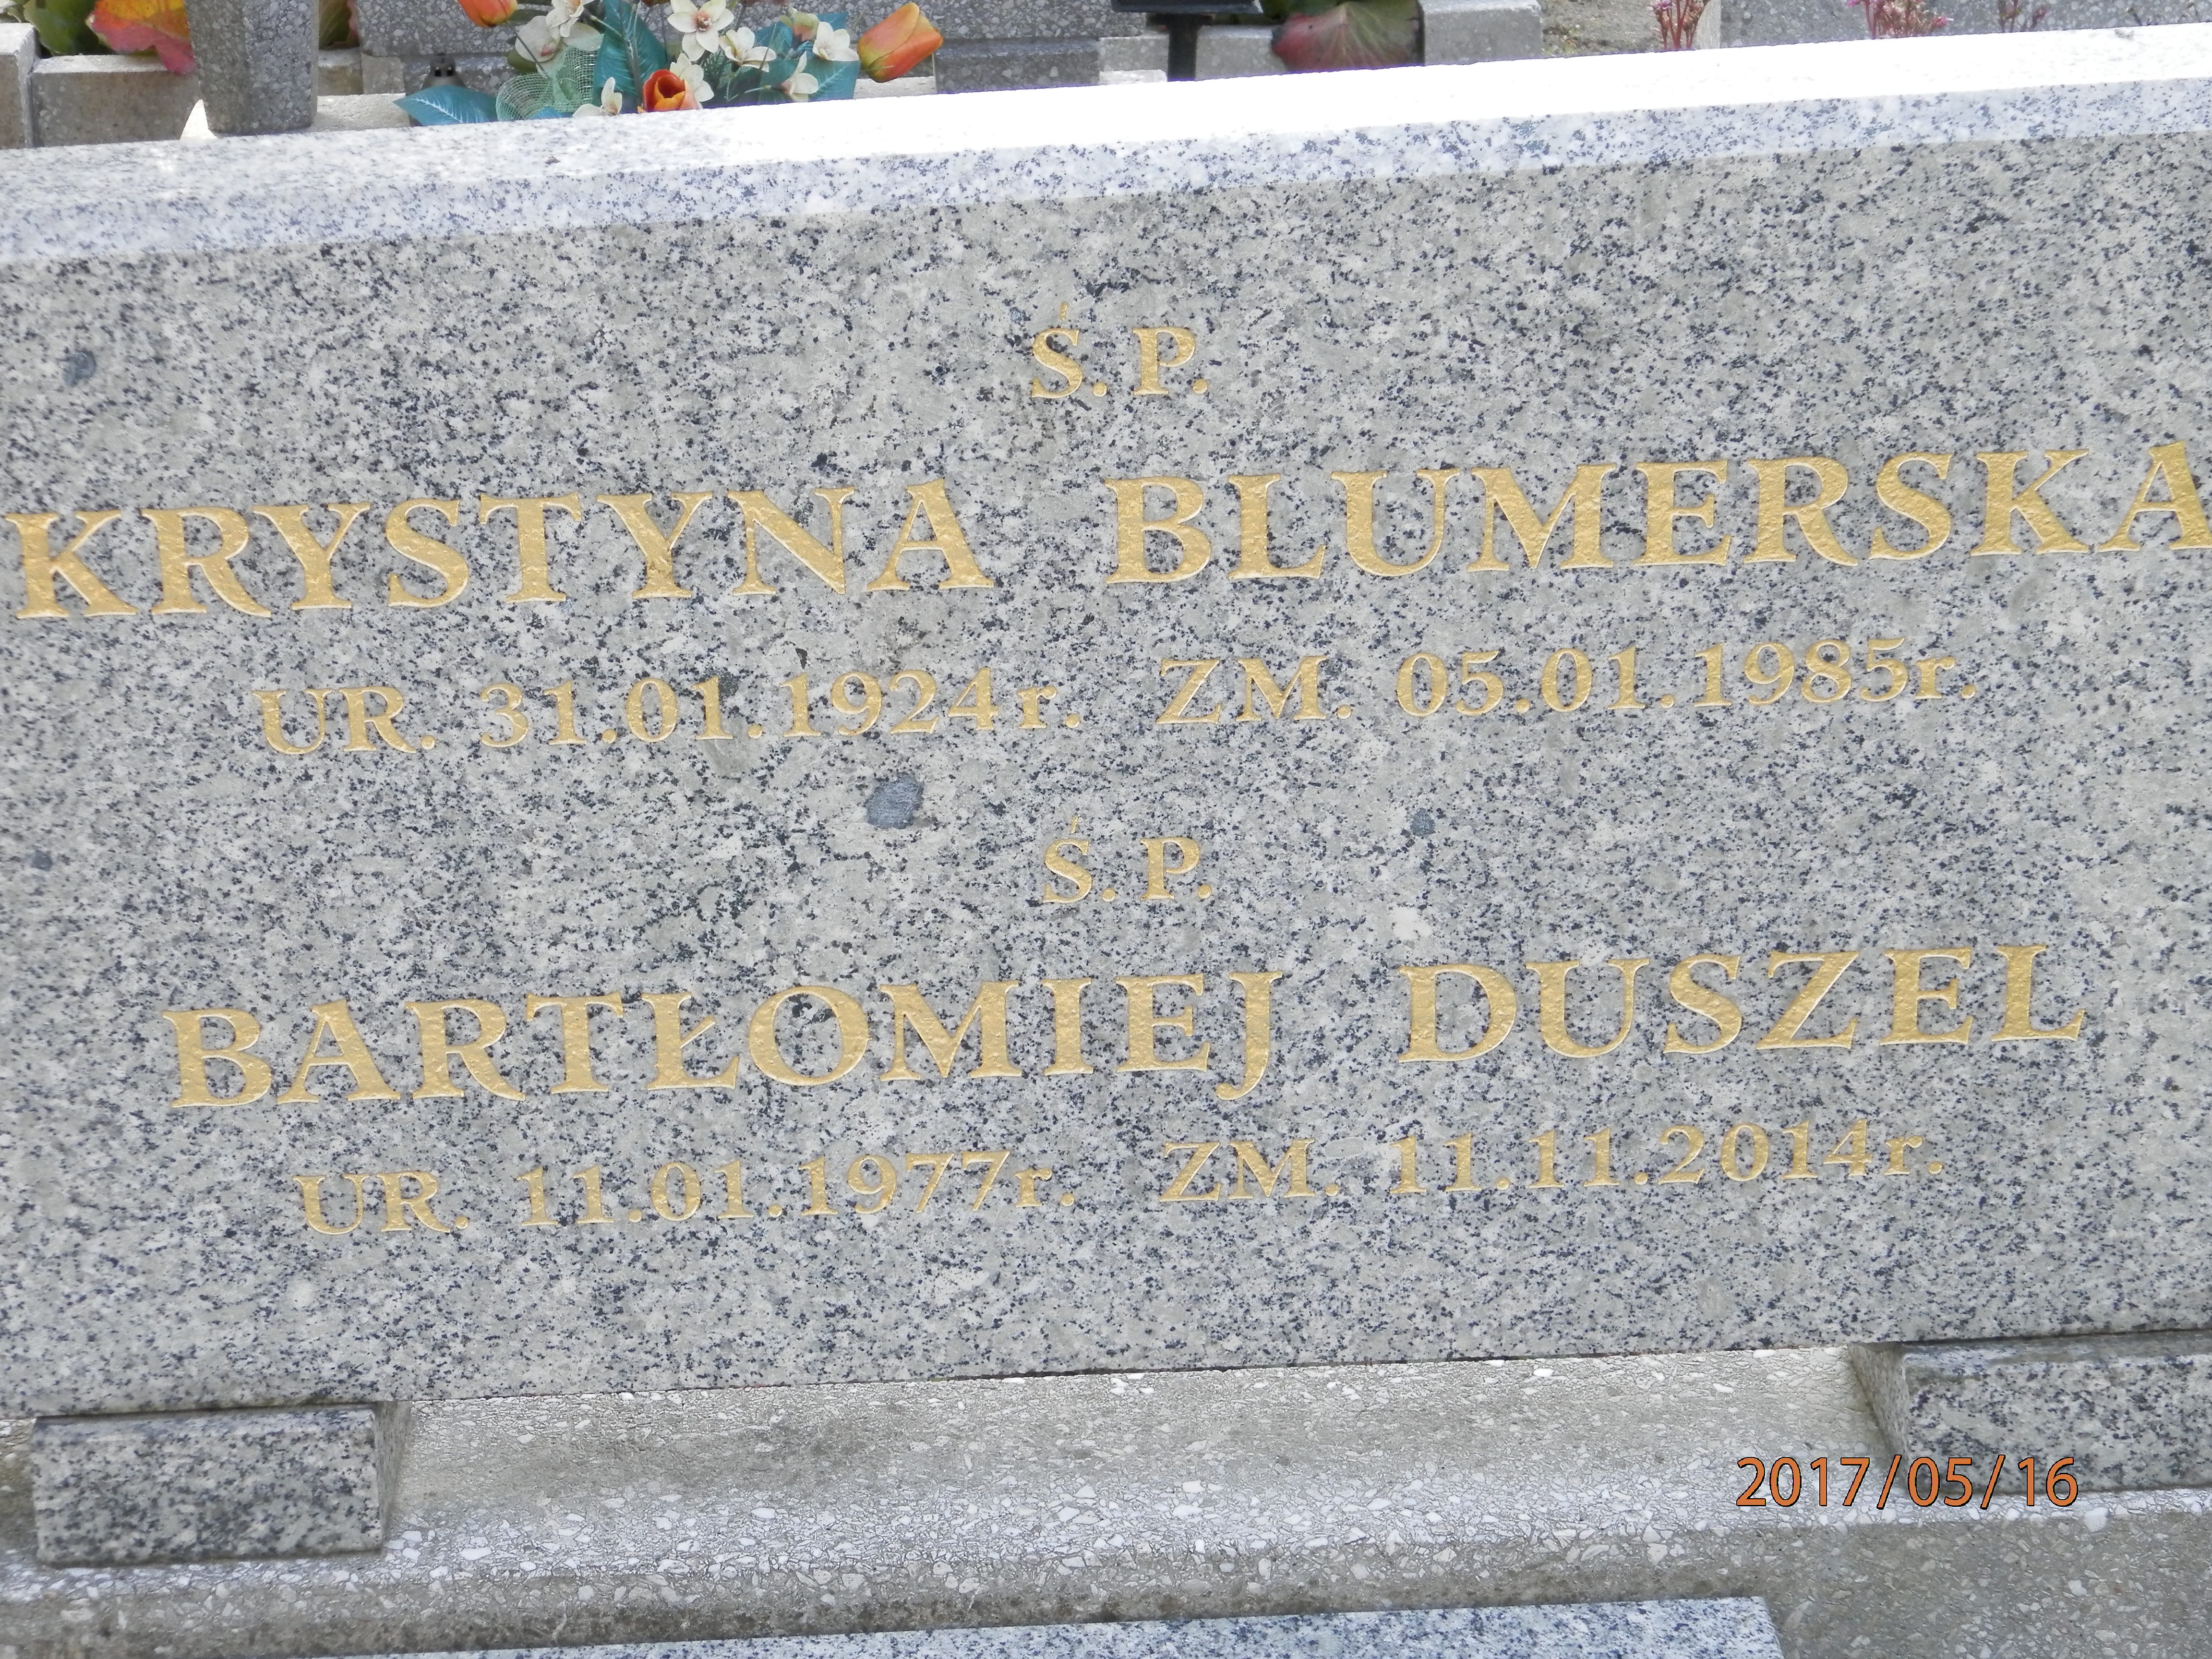 Ś. P.
KRYSTYNA BLUMERSKA
UR. 31.01.1924r. ZM. 05.01.1985r.
Ś. P.
BARTŁOMIEJ DUSZEL
UR. 11.01.1977r. ZM. 11.11.2014r.
2017/05/16